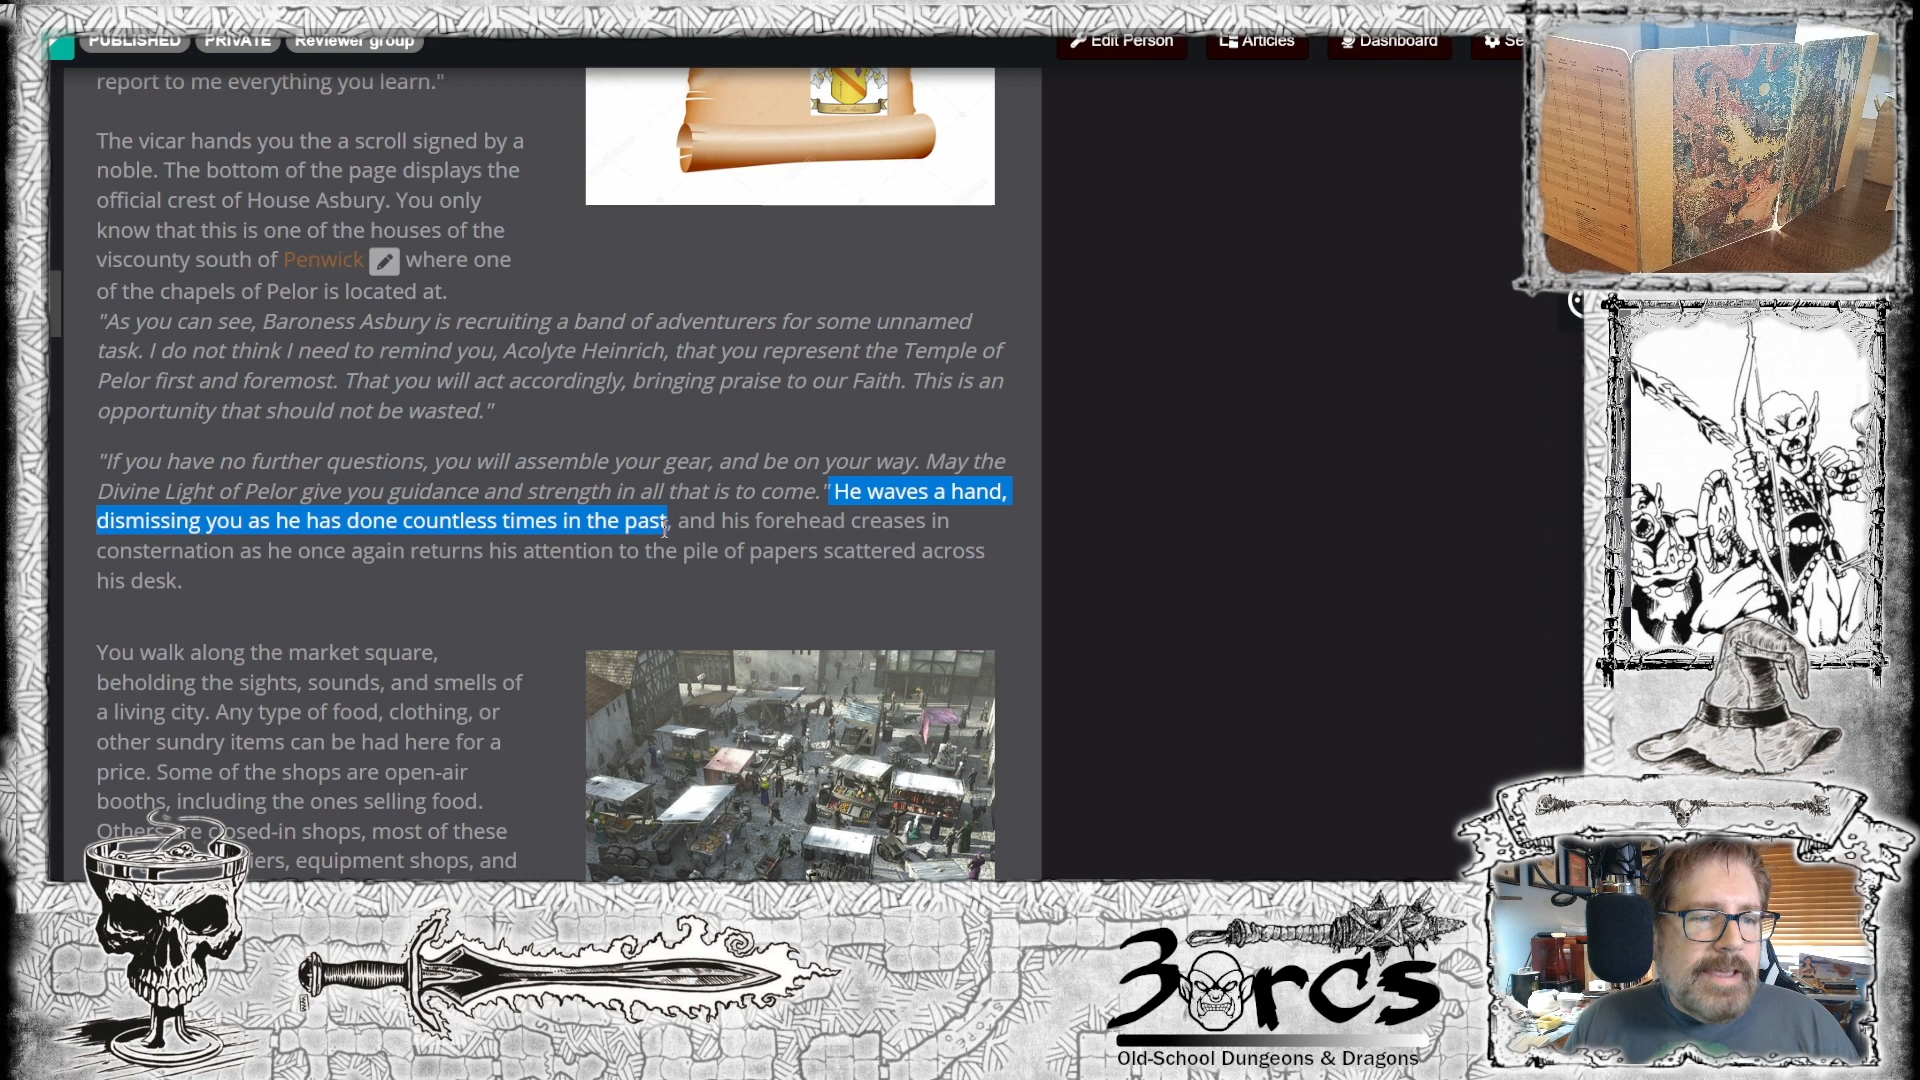 PUBLISHED PRIVATE Reviewer group
Edit Person Articles Dashboard
report to me everything you learn."
The vicar hands you the a scroll signed by a
noble. The bottom of the page displays the
official crest of House Asbury. You only
know that this is one of the houses of the
viscounty south of Penwick where one
of the chapels of Pelor is located at.
"As you can see, Baroness Asbury is recruiting a band of adventurers for some unnamed
task. I do not think I need to remind you, Acolyte Heinrich, that you represent the Temple of
Pelor first and foremost. That you will act accordingly, bringing praise to our Faith. This is an
opportunity that should not be wasted."
"If you have no further questions, you will assemble your gear, and be on your way. May the
Divine Light of Pelor give you guidance and strength in all that is to come." He waves a hand,
dismissing you as he has done countless times in the past, and his forehead creases in
consternation as he once again returns his attention to the pile of papers scattered across
his desk.
You walk along the market square,
beholding the sights, sounds, and smells of
a living city. Any type of food, clothing, or
other sundry items can be had here for a
price. Some of the shops are open-air
booths, including the ones selling food.
Others are closed-in shops, most of these
equipment shops, and
3 orcs
Old-School Dungeons & Dragons